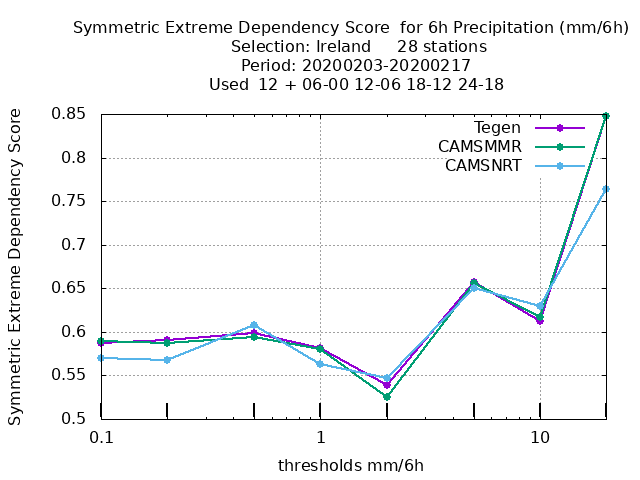 Symmetric Extreme Dependency Score  for 6h Precipitation (mm/6h)
Selection: Ireland     28 stations
Period: 20200203-20200217
Used  12 + 06-00 12-06 18-12 24-18
Symmetric Extreme Dependency Score
0.85
0.8
0.75
0.7
0.65
0.6
0.55
0.5
Tegen
CAMSMMR
CAMSNRT
0.1
1
10
thresholds mm/6h